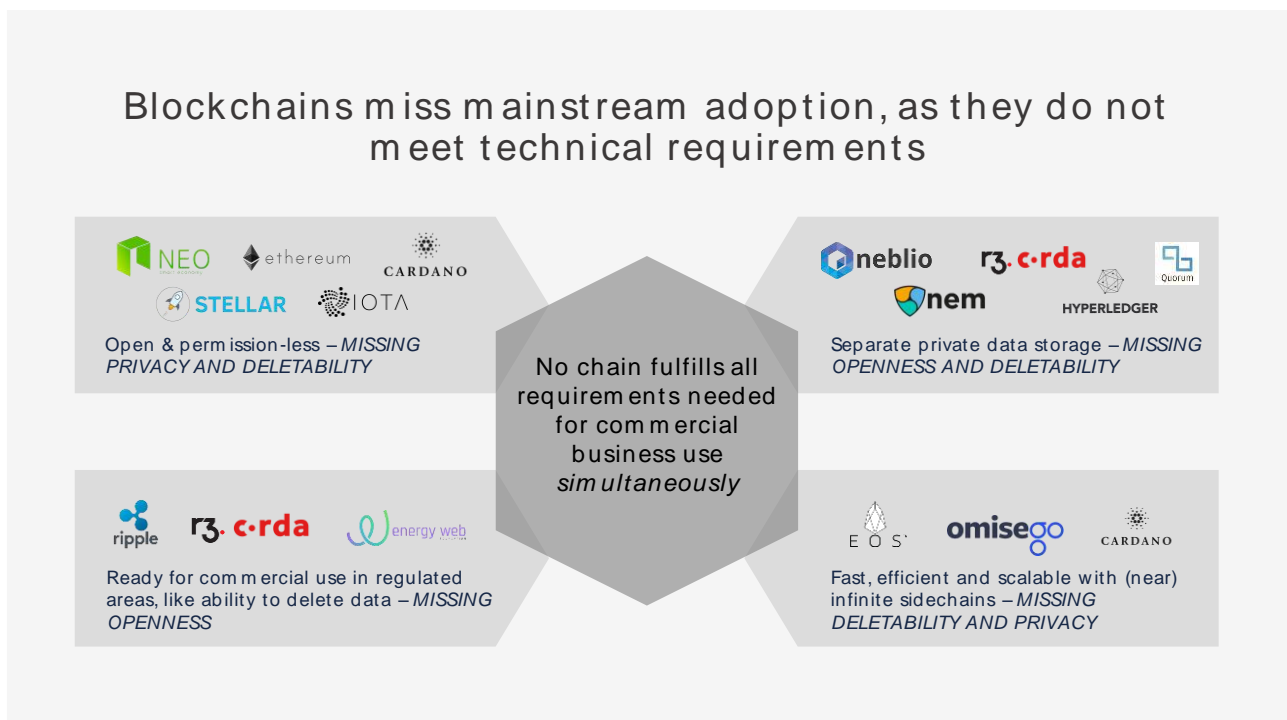 Blockchains miss mainstream adoption, as they do not
meet technical requirements
NEO
ethereum
CARDANO
STELLAR
IOTA
Open & permission-less – MISSING
PRIVACY AND DELETABILITY
neblio
r3. c·rda
Quorum
nem
HYPERLEDGER
Separate private data storage – MISSING
OPENNESS AND DELETABILITY
No chain fulfills all
requirements needed
for commercial
business use
simultaneously
ripple
r3. c·rda
energy web
Ready for commercial use in regulated
areas, like ability to delete data – MISSING
OPENNESS
EOS
omisego
CARDANO
Fast, efficient and scalable with (near)
infinite sidechains – MISSING
DELETABILITY AND PRIVACY